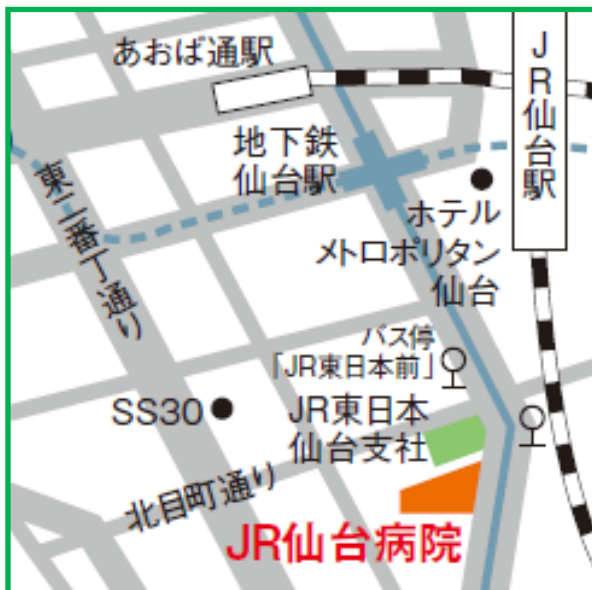 あおば通駅
JR仙台駅
地下鉄
仙台駅
東二番丁通り
ホテル
メトロポリタン
仙台
バス停
「JR東日本前」
SS30
JR東日本
仙台支社
北目町通り
JR仙台病院